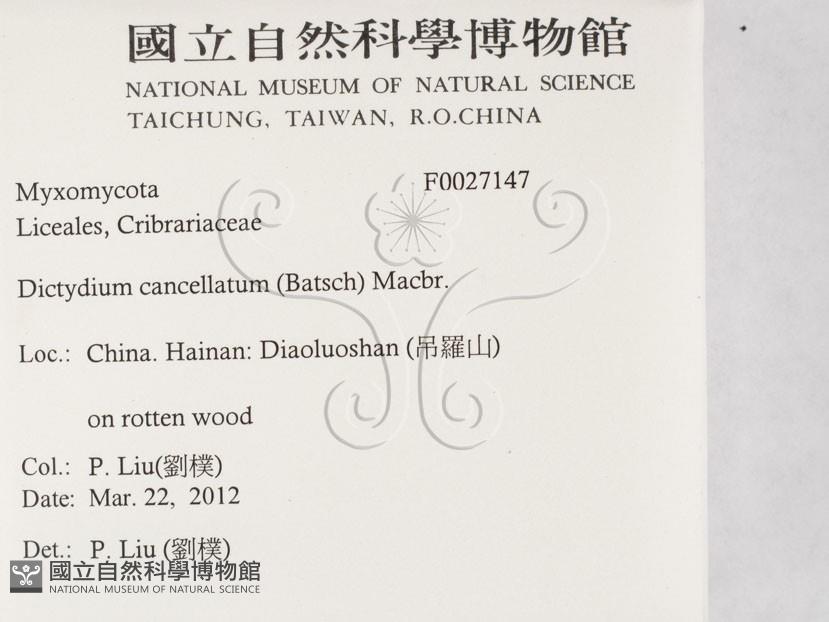 國立自然科學博物館
NATIONAL MUSEUM OF NATURAL SCIENCE
TAICHUNG, TAIWAN, R.O.CHINA
Myxomycota F0027147
Liceales, Cribrariaceae
Dictydium cancellatum (Batsch) Macbr.
Loc.: China. Hainan: Diaoluoshan (吊羅山)
on rotten wood
Col.: P. Liu(劉樸)
Date: Mar. 22, 2012
Det.: P. Liu (劉樸)
國立自然科學博物館
NATIONAL MUSEUM OF NATURAL SCIENCE